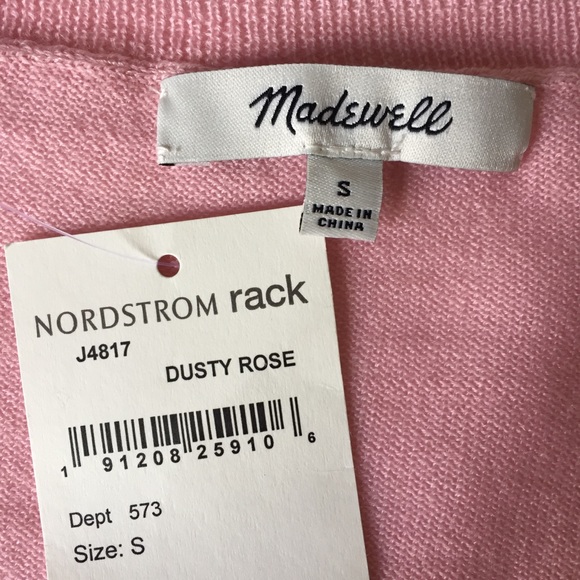 Madewell
S
MADE IN
CHINA
NORDSTROM rack
J4817
DUSTY ROSE
1 91208 25910 6
Dept 573
Size: S